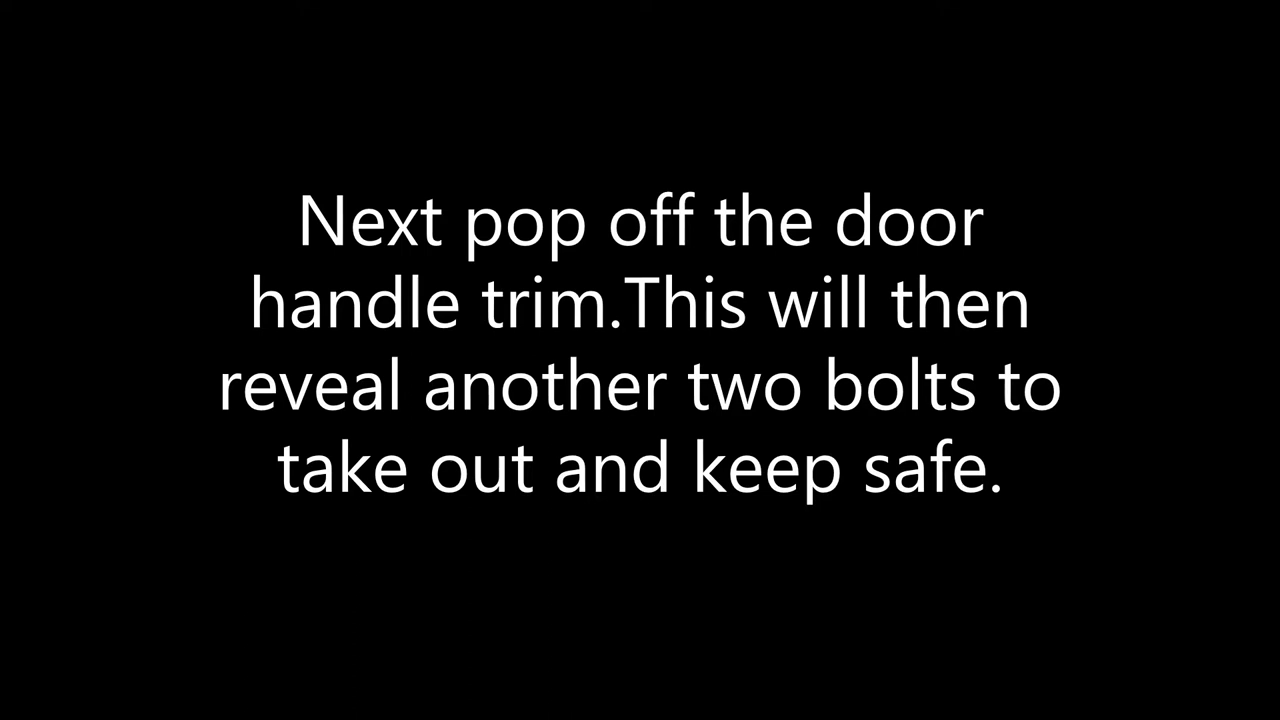 Next pop off the door
handle trim.This will then
reveal another two bolts to
take out and keep safe.